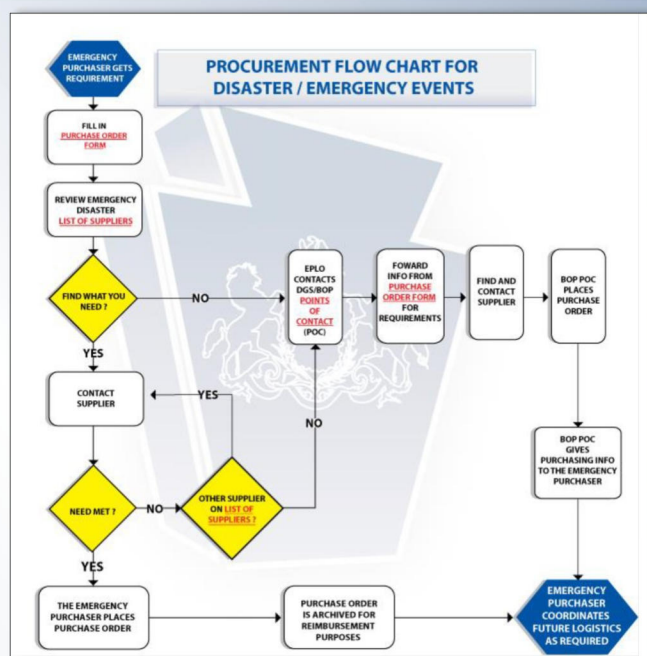 EMERGENCY
PURCHASER GETS
REQUIREMENT
PROCUREMENT FLOW CHART FOR
DISASTER / EMERGENCY EVENTS
FILL IN
PURCHASE ORDER
FORM
REVIEW EMERGENCY
DISASTER
LIST OF SUPPLIERS
FIND WHAT YOU
NEED ?
NO
EPLO
CONTACTS
DGS/BOP
POINTS
OF
CONTACT
(POC)
FOWARD
INFO FROM
PURCHASE
ORDER FORM
FOR
REQUIREMENTS
FIND AND
CONTACT
SUPPLIER
BOP POC
PLACES
PURCHASE
ORDER
YES
CONTACT
SUPPLIER
YES
NO
BOP POC
GIVES
PURCHASING INFO
TO THE EMERGENCY
PURCHASER
NEED MET ?
NO
OTHER SUPPLIER
ON LIST OF
SUPPLIERS ?
YES
THE EMERGENCY
PURCHASER PLACES
PURCHASE ORDER
PURCHASE ORDER
IS ARCHIVED FOR
REIMBURSEMENT
PURPOSES
EMERGENCY
PURCHASER
COORDINATES
FUTURE LOGISTICS
AS REQUIRED